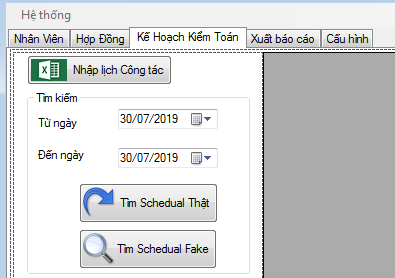 Hệ thống
Nhân Viên Hợp Đồng Kế Hoạch Kiểm Toán Xuất báo cáo Cấu hình
Nhập lịch Công tác
Tìm kiếm
Từ ngày 30/07/2019
Đến ngày 30/07/2019
Tìm Schedual Thật
Tìm Schedual Fake